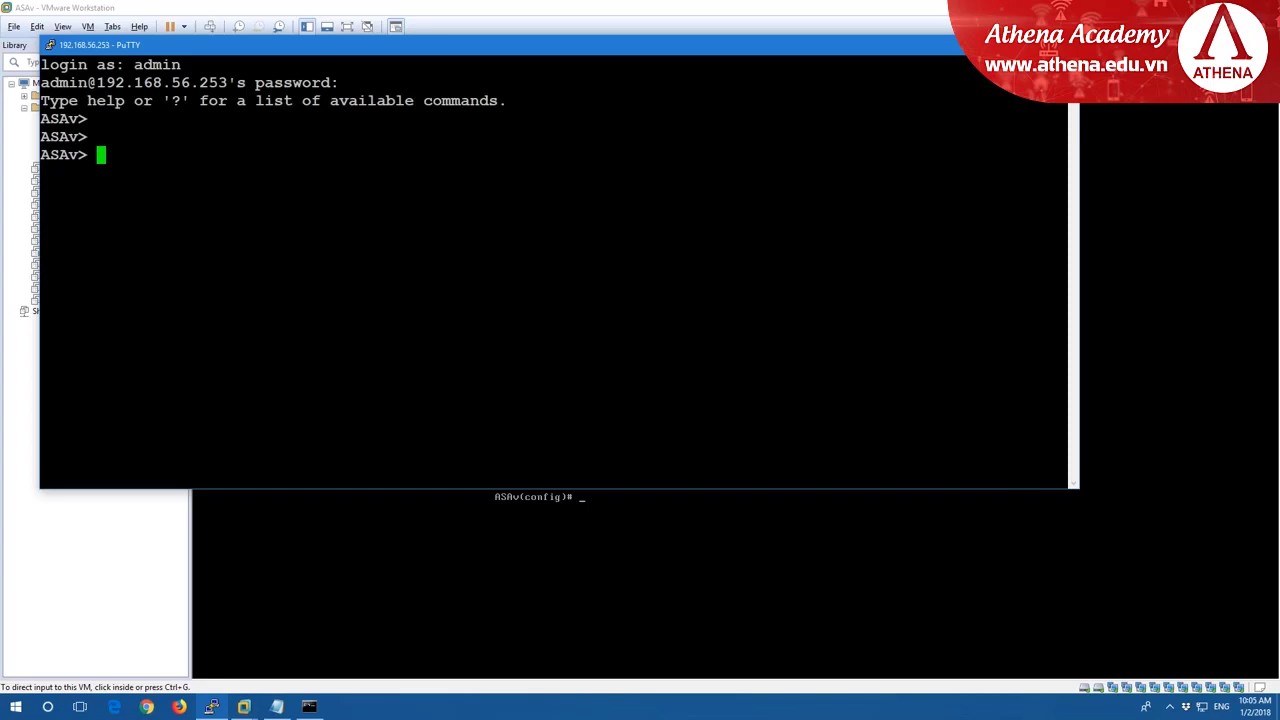 ASAv - VMware Workstation
File Edit View VM Tabs Help
Library
192.168.56.253 - PuTTY
login as: admin
admin@192.168.56.253's password:
Type help or '?' for a list of available commands.
ASAv>
ASAv>
ASAv>
ASAv(config)# _
Athena Academy
www.athena.edu.vn
ATHENA
To direct input to this VM, click inside or press Ctrl+G.
ENG
10:05 AM
1/2/2018